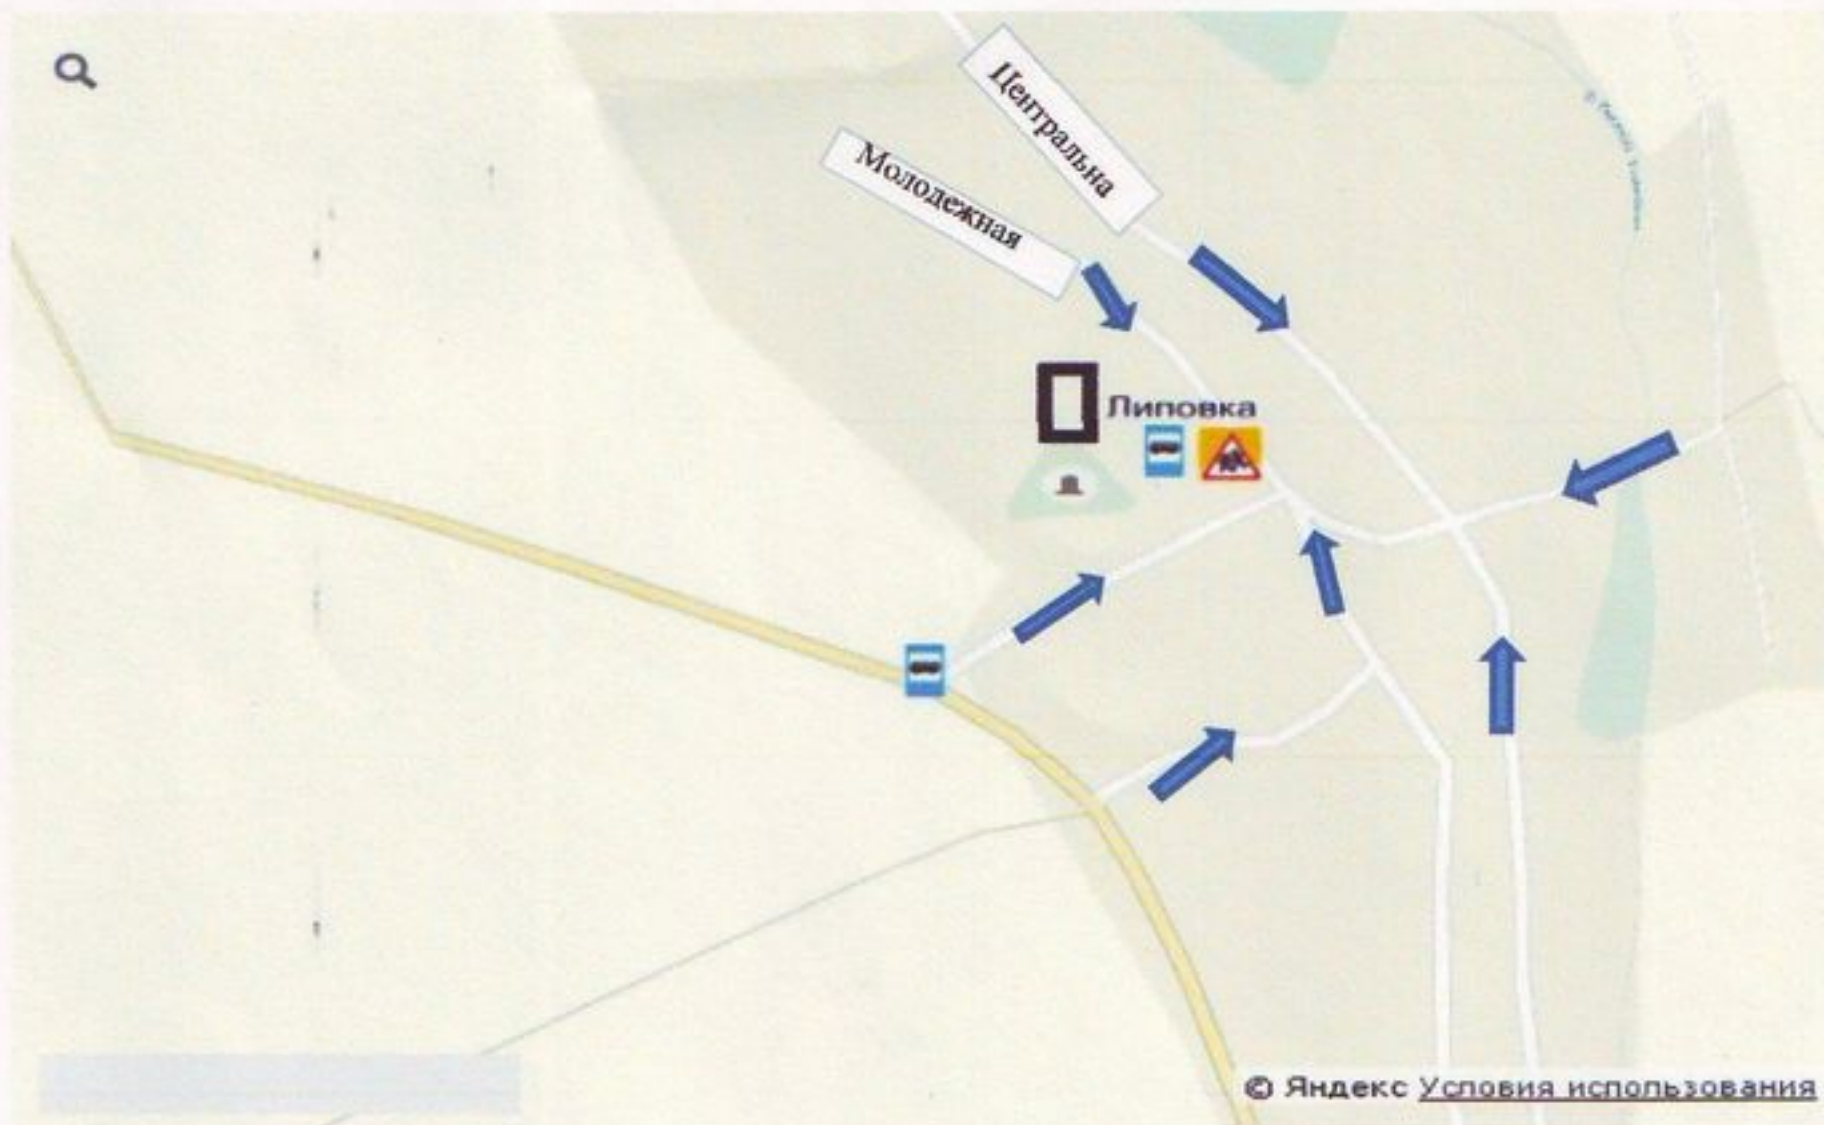 Центральна
Молодежная
Липовка
© Яндекс Условия использования